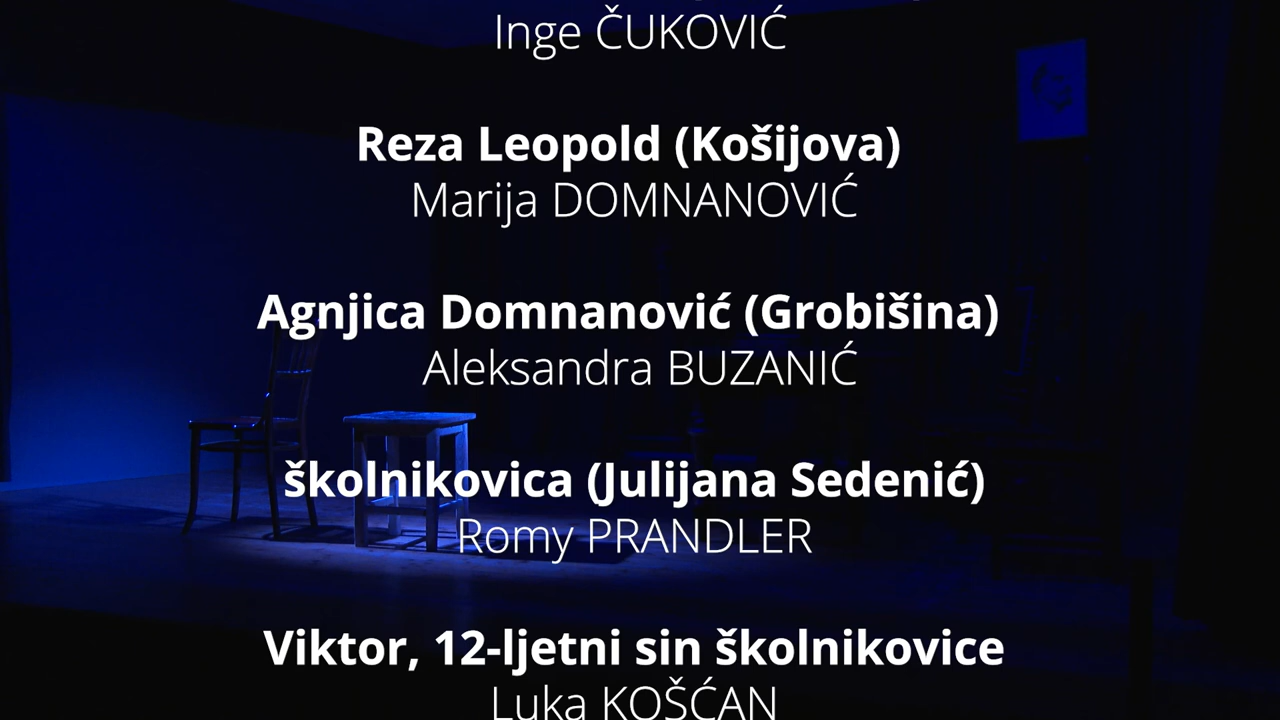 Inge ČUKOVIĆ
Reza Leopold (Košijova)
Marija DOMNANOVIĆ
Agnjica Domnanović (Grobišina)
Aleksandra BUZANIĆ
školnikovica (Julijana Sedenić)
Romy PRANDLER
Viktor, 12-ljetni sin školnikovice
Luka KOŠĆAN